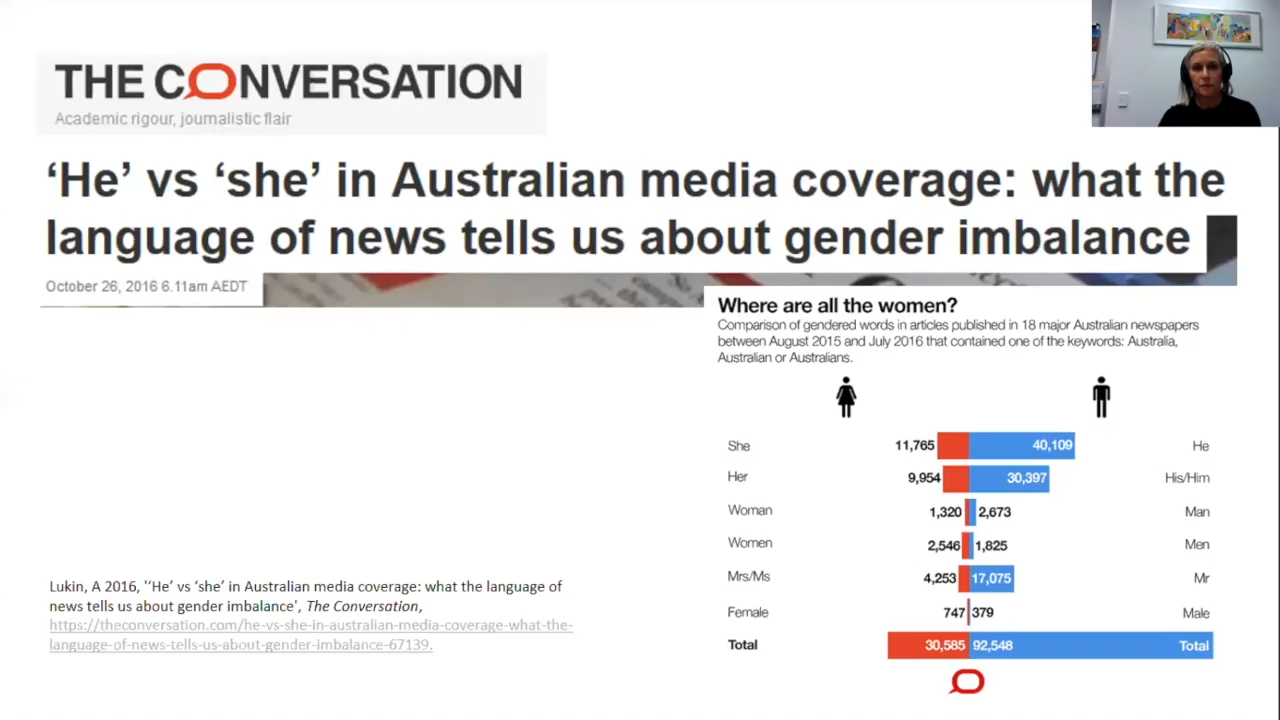 THE CONVERSATION
Academic rigour, journalistic flair
‘He’ vs ‘she’ in Australian media coverage: what the
language of news tells us about gender imbalance
October 26, 2016 6.11am AEDT
Where are all the women?
Comparison of gendered words in articles published in 18 major Australian newspapers
between August 2015 and July 2016 that contained one of the keywords: Australia,
Australian or Australians.
She 11,765 40,109 He
Her 9,954 30,397 His/Him
Woman 1,320 2,673 Man
Women 2,546 1,825 Men
Mrs/Ms 4,253 17,075 Mr
Female 747 379 Male
Total 30,585 92,548 Total
Lukin, A 2016, '‘He’ vs ‘she’ in Australian media coverage: what the language of
news tells us about gender imbalance', The Conversation,
https://theconversation.com/he-vs-she-in-australian-media-coverage-what-the-
language-of-news-tells-us-about-gender-imbalance-67139.